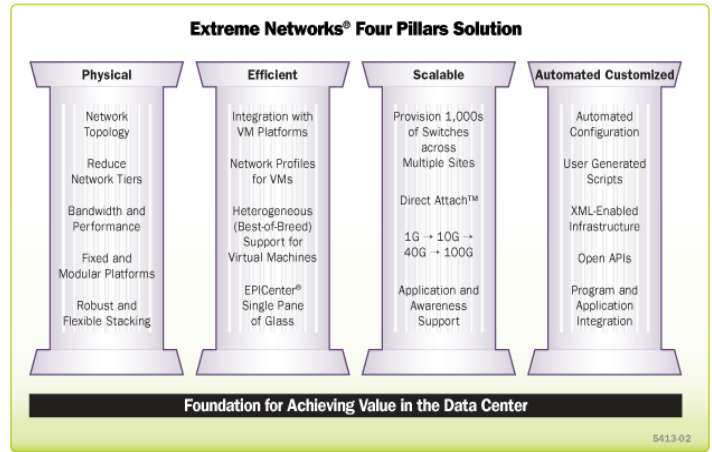 Extreme Networks® Four Pillars Solution
Physical
Network
Topology
Reduce
Network Tiers
Bandwidth and
Performance
Fixed and
Modular Platforms
Robust and
Flexible Stacking
Efficient
Integration with
VM Platforms
Network Profiles
for VMs
Heterogeneous
(Best-of-Breed)
Support for
Virtual Machines
EPICenter®
Single Pane
of Glass
Scalable
Provision 1,000s
of Switches
across
Multiple Sites
Direct Attach™
1G → 10G →
40G → 100G
Application and
Awareness
Support
Automated Customized
Automated
Configuration
User Generated
Scripts
XML-Enabled
Infrastructure
Open APIs
Program and
Application
Integration
Foundation for Achieving Value in the Data Center
5413-02